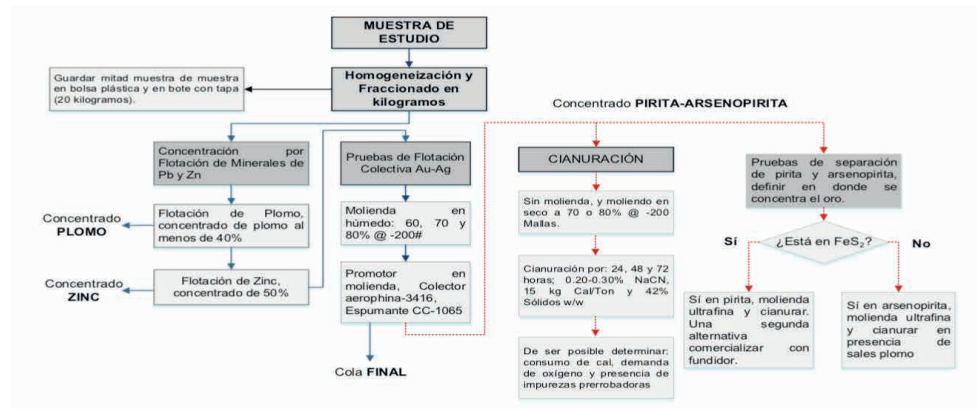 MUESTRA DE
ESTUDIO
Homogeneización y
Fraccionado en
kilogramos
Guardar mitad muestra de muestra
en bolsa plástica y en bote con tapa
(20 kilogramos).
Concentración por
Flotación de Minerales de
Pb y Zn
Flotación de Plomo,
concentrado de plomo al
menos de 40%
Concentrado
PLOMO
Flotación de Zinc,
concentrado de 50%
Concentrado
ZINC
Pruebas de Flotación
Colectiva Au-Ag
Molienda en
húmedo: 60, 70 y
80% @ -200#
Promotor en
molienda, Colector
aerophina-3416,
Espumante CC-1065
Cola FINAL
Concentrado PIRITA-ARSENOPIRITA
CIANURACIÓN
Sin molienda, y moliendo en
seco a 70 o 80% @ -200
Mallas.
Cianuración por: 24, 48 y 72
horas; 0.20-0.30% NaCN,
15 kg Cal/Ton y 42%
Sólidos w/w
De ser posible determinar:
consumo de cal, demanda
de oxígeno y presencia de
impurezas prerrobadoras
Pruebas de separación
de pirita y arsenopirita,
definir en donde se
concentra el oro.
¿Está en FeS₂?
Sí
No
Sí en pirita, molienda
ultrafina y cianurar.
Una segunda
alternativa
comercializar con
fundidor.
Sí en arsenopirita,
molienda ultrafina
y cianurar en
presencia de
sales plomo